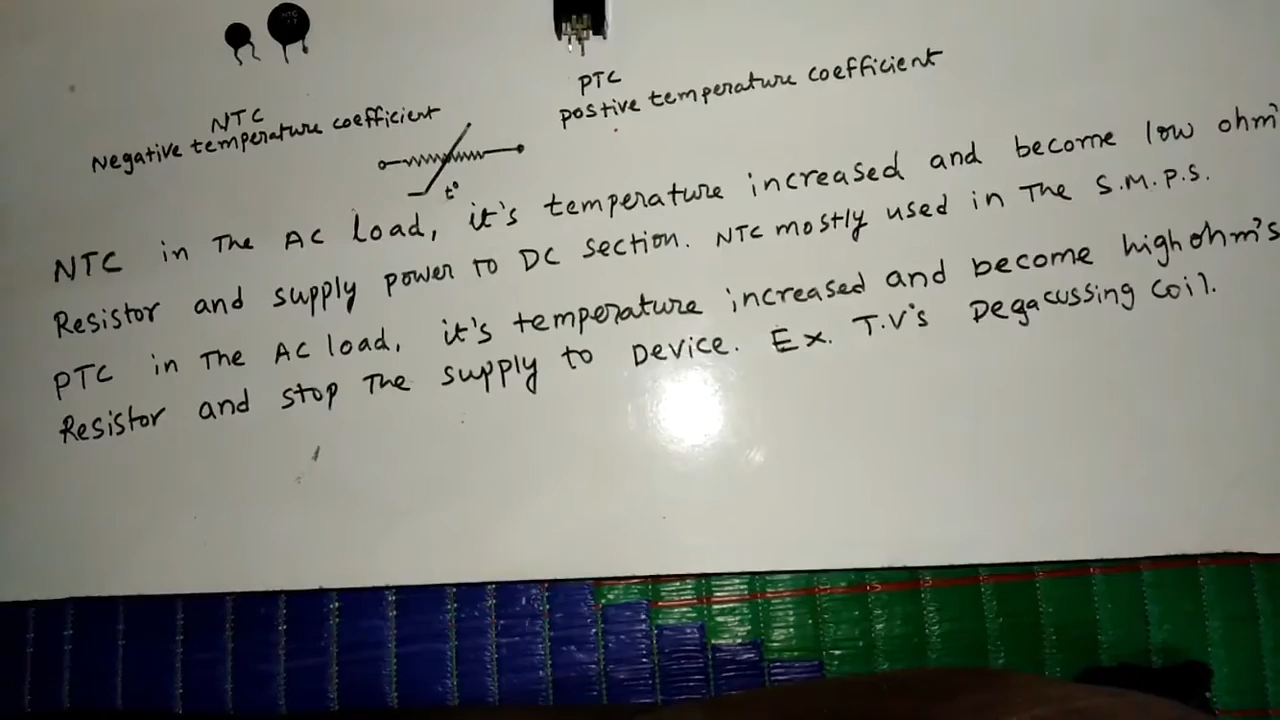 NTC
Negative temperature coefficient
PTC
postive temperature coefficient
t°
NTC in The AC Load, it's temperature increased and become low ohm's
Resistor and supply power to DC section. NTC mostly used in The S.M.P.S.
PTC in The AC load, it's temperature increased and become high ohm's
Resistor and stop The supply to Device. Ex. T.V's Degacussing coil.